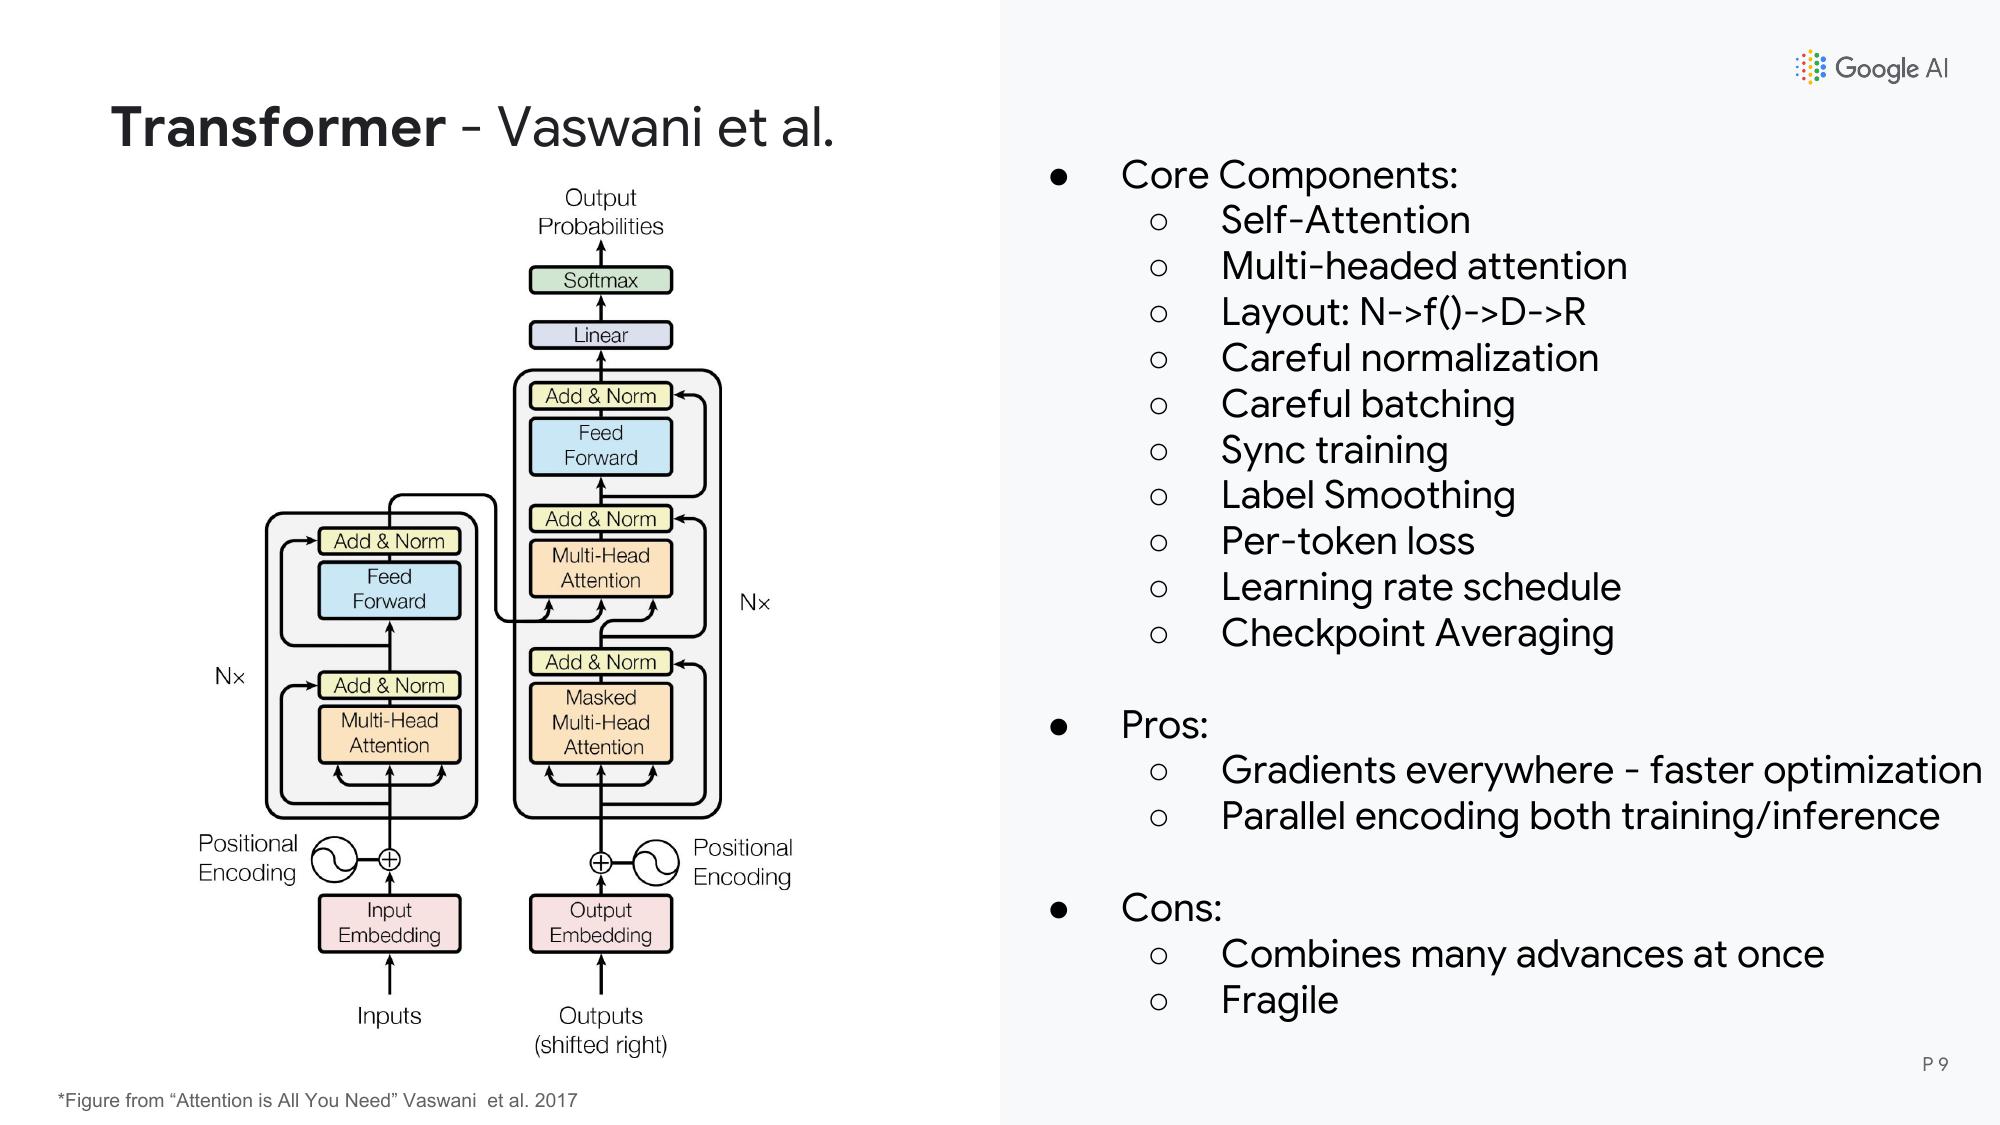 Google AI
Transformer - Vaswani et al.
Output
Probabilities
Softmax
Linear
Add & Norm
Feed
Forward
Add & Norm
Multi-Head
Attention
Nx
Add & Norm
Masked
Multi-Head
Attention
Add & Norm
Feed
Forward
Nx
Add & Norm
Multi-Head
Attention
Positional
Encoding
Positional
Encoding
Input
Embedding
Output
Embedding
Inputs
Outputs
(shifted right)
*Figure from “Attention is All You Need” Vaswani et al. 2017
● Core Components:
○ Self-Attention
○ Multi-headed attention
○ Layout: N->f()->D->R
○ Careful normalization
○ Careful batching
○ Sync training
○ Label Smoothing
○ Per-token loss
○ Learning rate schedule
○ Checkpoint Averaging
● Pros:
○ Gradients everywhere - faster optimization
○ Parallel encoding both training/inference
● Cons:
○ Combines many advances at once
○ Fragile
P 9